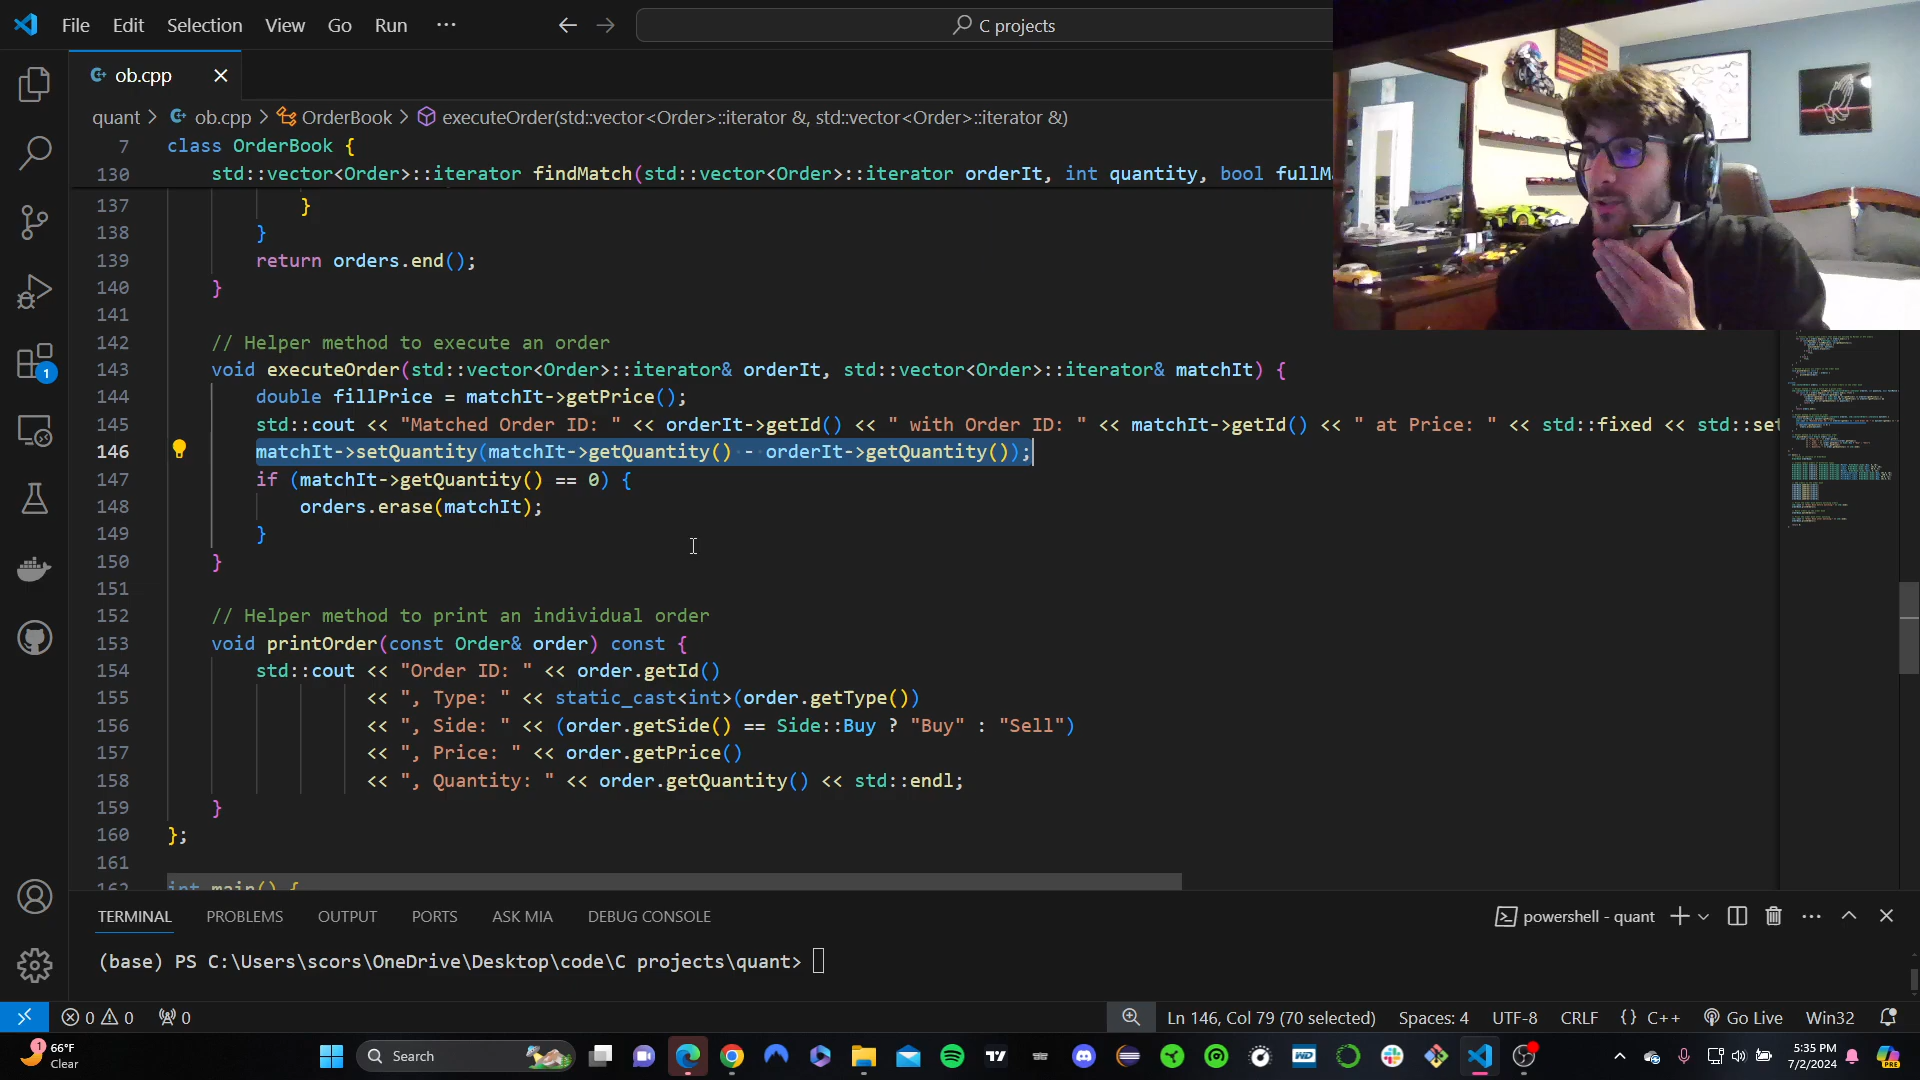 File Edit Selection View Go Run ···
C projects
ob.cpp
quant > ob.cpp > OrderBook > executeOrder(std::vector<Order>::iterator &, std::vector<Order>::iterator &)
7 class OrderBook {
130 std::vector<Order>::iterator findMatch(std::vector<Order>::iterator orderIt, int quantity, bool fullMa
137 }
138 }
139 return orders.end();
140 }
141
142 // Helper method to execute an order
143 void executeOrder(std::vector<Order>::iterator& orderIt, std::vector<Order>::iterator& matchIt) {
144 double fillPrice = matchIt->getPrice();
145 std::cout << "Matched Order ID: " << orderIt->getId() << " with Order ID: " << matchIt->getId() << " at Price: " << std::fixed << std::set
146 matchIt->setQuantity(matchIt->getQuantity() - orderIt->getQuantity());
147 if (matchIt->getQuantity() == 0) {
148 orders.erase(matchIt);
149 }
150 }
151
152 // Helper method to print an individual order
153 void printOrder(const Order& order) const {
154 std::cout << "Order ID: " << order.getId()
155 << ", Type: " << static_cast<int>(order.getType())
156 << ", Side: " << (order.getSide() == Side::Buy ? "Buy" : "Sell")
157 << ", Price: " << order.getPrice()
158 << ", Quantity: " << order.getQuantity() << std::endl;
159 }
160 };
161
162 int main() {
TERMINAL PROBLEMS OUTPUT PORTS ASK MIA DEBUG CONSOLE
powershell - quant
(base) PS C:\Users\scors\OneDrive\Desktop\code\C projects\quant>
0 0 0 Ln 146, Col 79 (70 selected) Spaces: 4 UTF-8 CRLF {} C++ Go Live Win32
1
66°F
Clear
Search
5:35 PM
7/2/2024